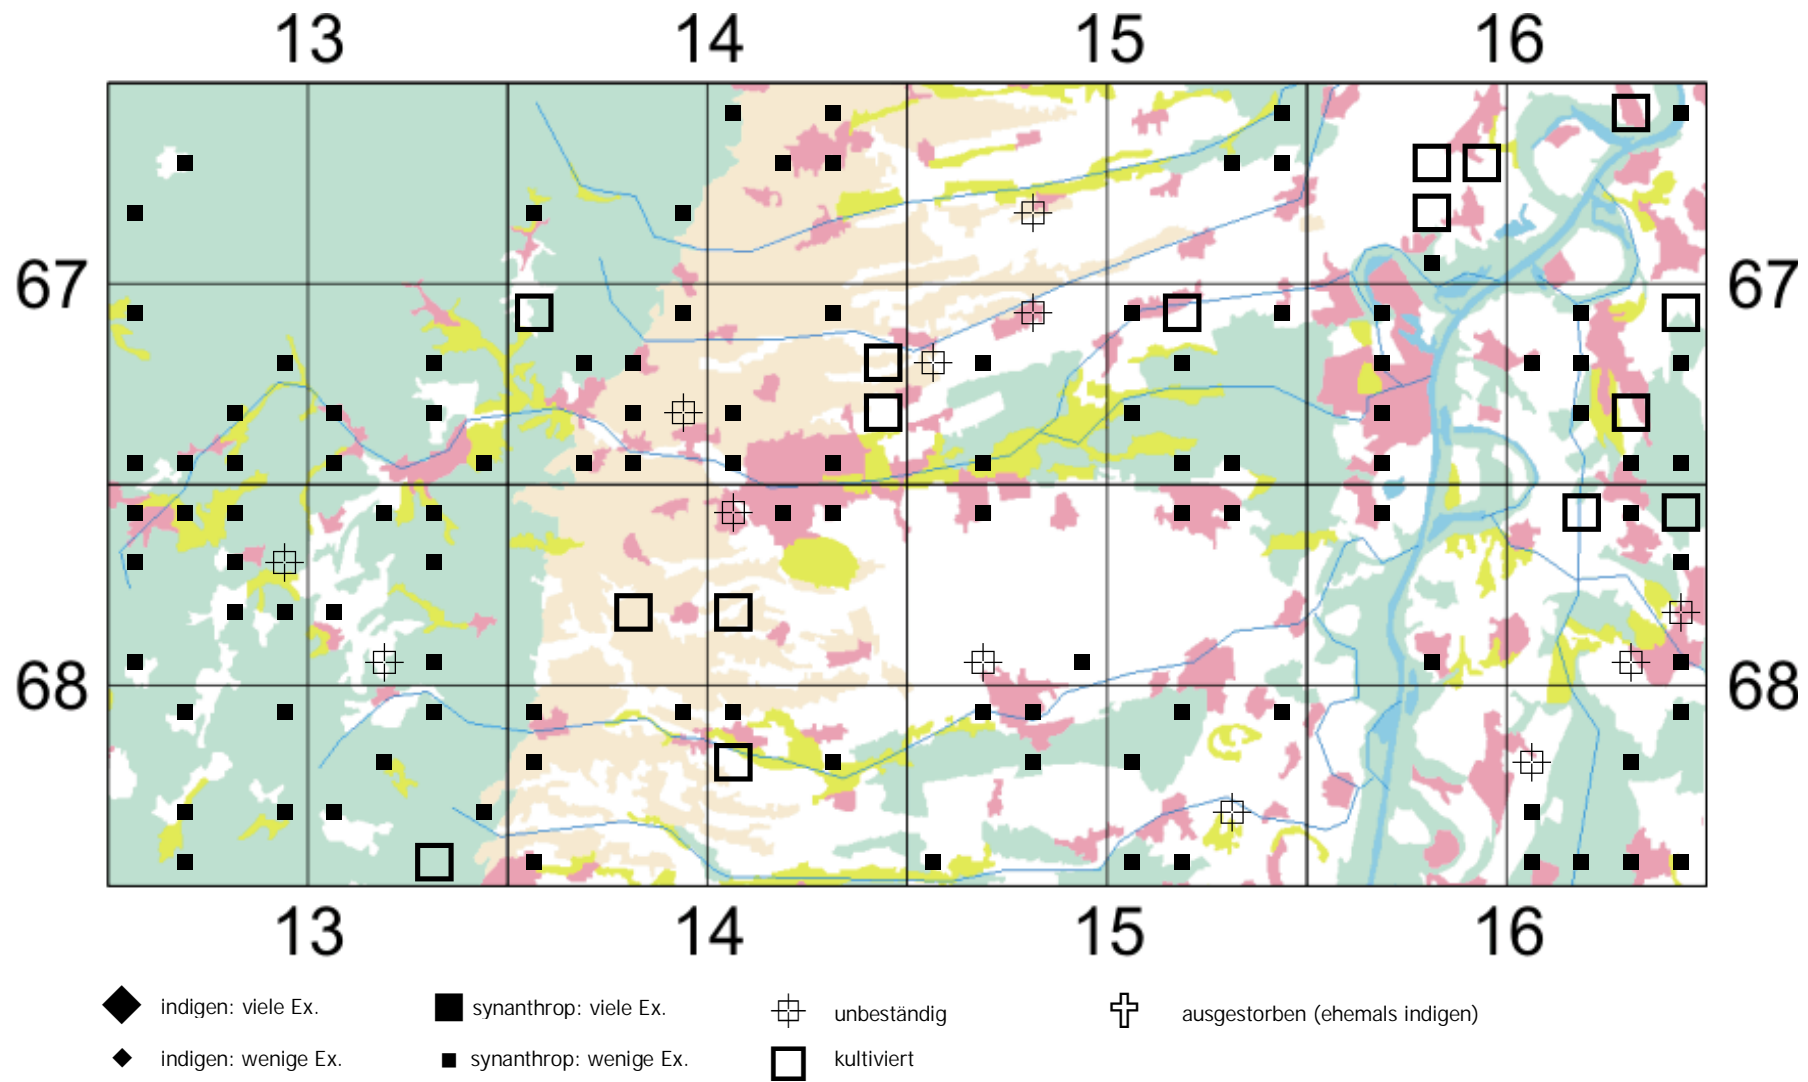 13 14 15 16
67 67
68 68
13 14 15 16
indigen: viele Ex. synanthrop: viele Ex. unbeständig ausgestorben (ehemals indigen)
indigen: wenige Ex. synanthrop: wenige Ex. kultiviert